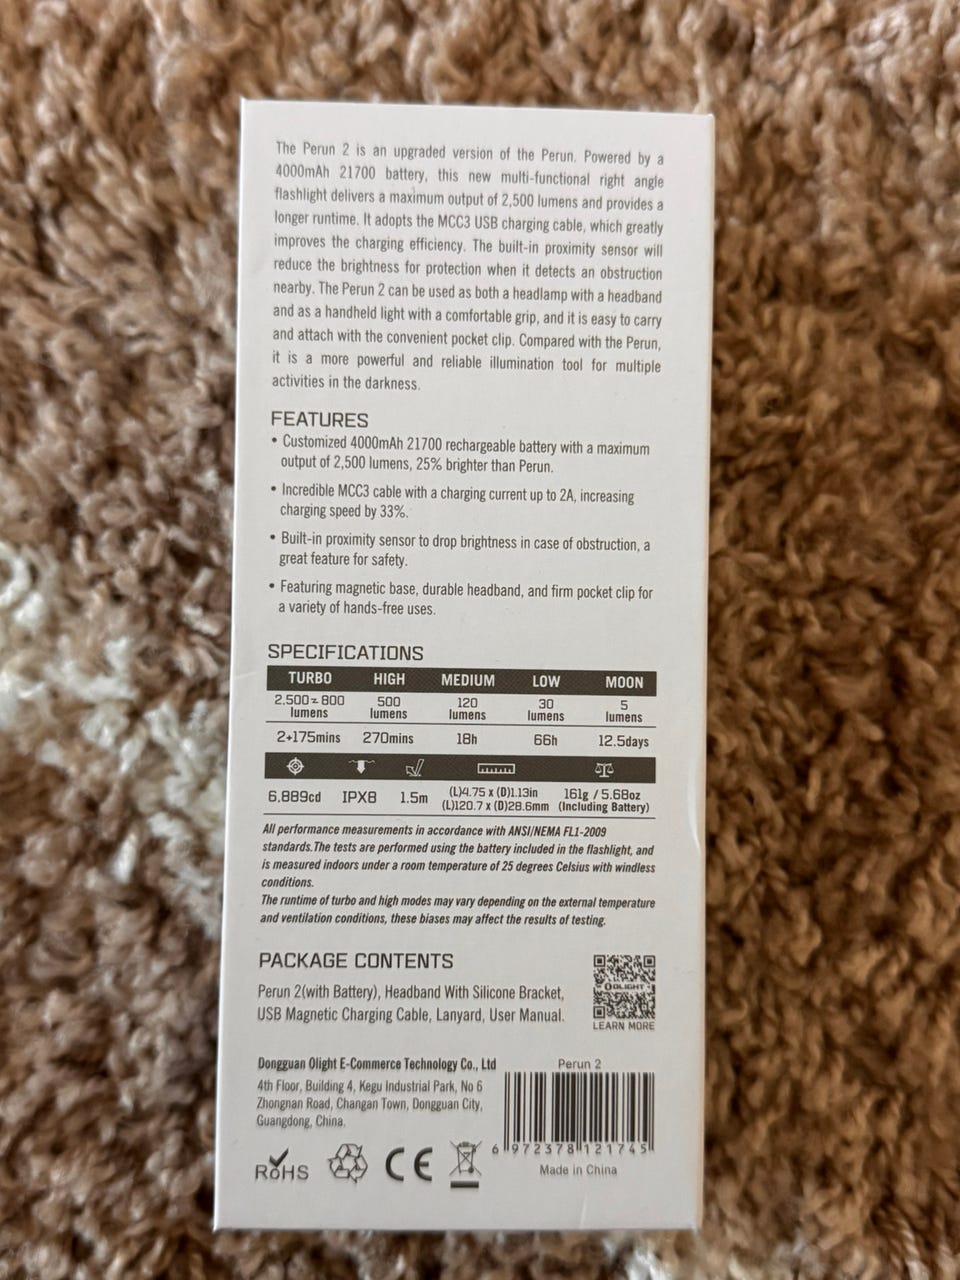 The Perun 2 is an upgraded version of the Perun. Powered by a
4000mAh 21700 battery, this new multi-functional right angle
flashlight delivers a maximum output of 2,500 lumens and provides a
longer runtime. It adopts the MCC3 USB charging cable, which greatly
improves the charging efficiency. The built-in proximity sensor will
reduce the brightness for protection when it detects an obstruction
nearby. The Perun 2 can be used as both a headlamp with a headband
and as a handheld light with a comfortable grip, and it is easy to carry
and attach with the convenient pocket clip. Compared with the Perun,
it is a more powerful and reliable illumination tool for multiple
activities in the darkness.
FEATURES
• Customized 4000mAh 21700 rechargeable battery with a maximum
output of 2,500 lumens, 25% brighter than Perun.
• Incredible MCC3 cable with a charging current up to 2A, increasing
charging speed by 33%.
• Built-in proximity sensor to drop brightness in case of obstruction, a
great feature for safety.
• Featuring magnetic base, durable headband, and firm pocket clip for
a variety of hands-free uses.
SPECIFICATIONS
TURBO HIGH MEDIUM LOW MOON
2,500≂800 500 120 30 5
lumens lumens lumens lumens lumens
2+175mins 270mins 18h 66h 12.5days
6,889cd IPX8 1.5m (L)4.75 x (D)1.13in 161g / 5.68oz
(L)120.7 x (D)28.6mm (Including Battery)
All performance measurements in accordance with ANSI/NEMA FL1-2009
standards.The tests are performed using the battery included in the flashlight, and
is measured indoors under a room temperature of 25 degrees Celsius with windless
conditions.
The runtime of turbo and high modes may vary depending on the external temperature
and ventilation conditions, these biases may affect the results of testing.
PACKAGE CONTENTS
Perun 2(with Battery), Headband With Silicone Bracket,
USB Magnetic Charging Cable, Lanyard, User Manual.
OLIGHT
LEARN MORE
Dongguan Olight E-Commerce Technology Co., Ltd
4th Floor, Building 4, Kegu Industrial Park, No 6
Zhongnan Road, Changan Town, Dongguan City,
Guangdong, China.
Perun 2
6 972378 121745
Made in China
RoHS CE